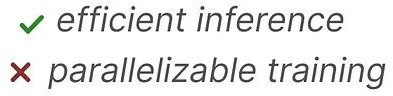 ✓ efficient inference
✗ parallelizable training